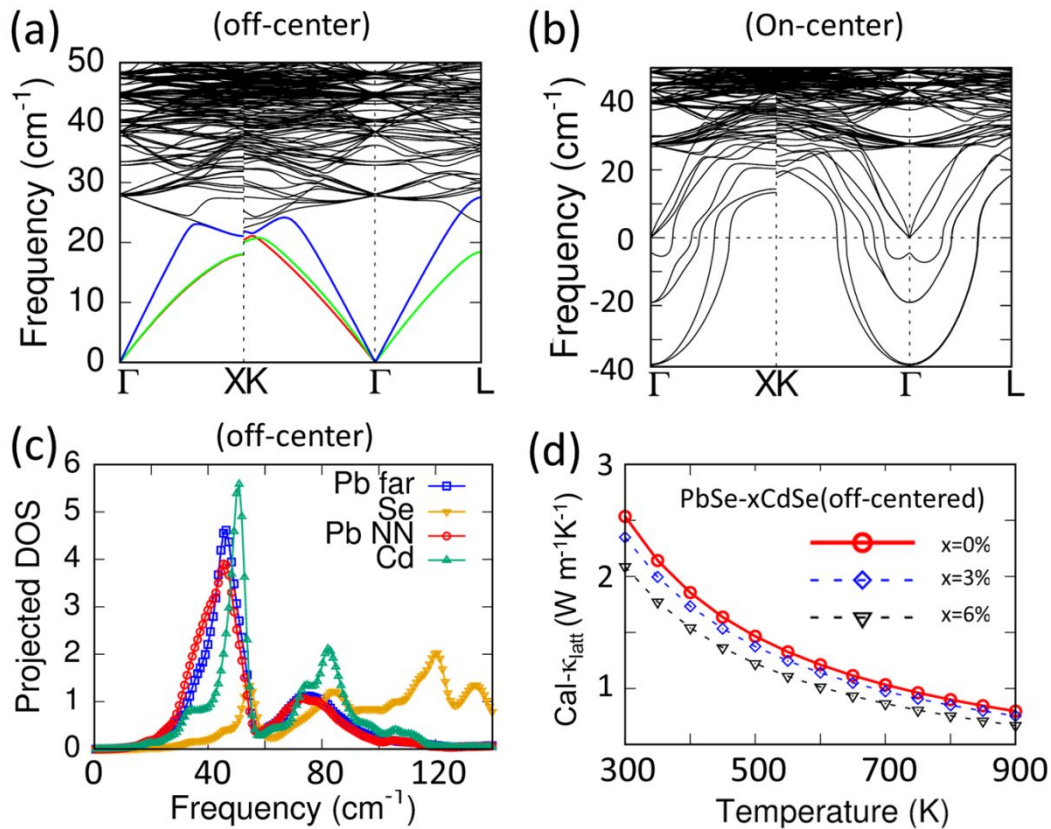 (a)
(off-center)
Frequency (cm⁻¹)
50
40
30
20
10
0
Γ XK Γ L
(b)
(On-center)
Frequency (cm⁻¹)
40
20
0
-20
-40
Γ XK Γ L
(c)
(off-center)
Projected DOS
6
5
4
3
2
1
0
Pb far
Se
Pb NN
Cd
0 40 80 120
Frequency (cm⁻¹)
(d)
Cal-κlatt (W m⁻¹K⁻¹)
3
2
1
PbSe-xCdSe(off-centered)
x=0%
x=3%
x=6%
300 500 700 900
Temperature (K)